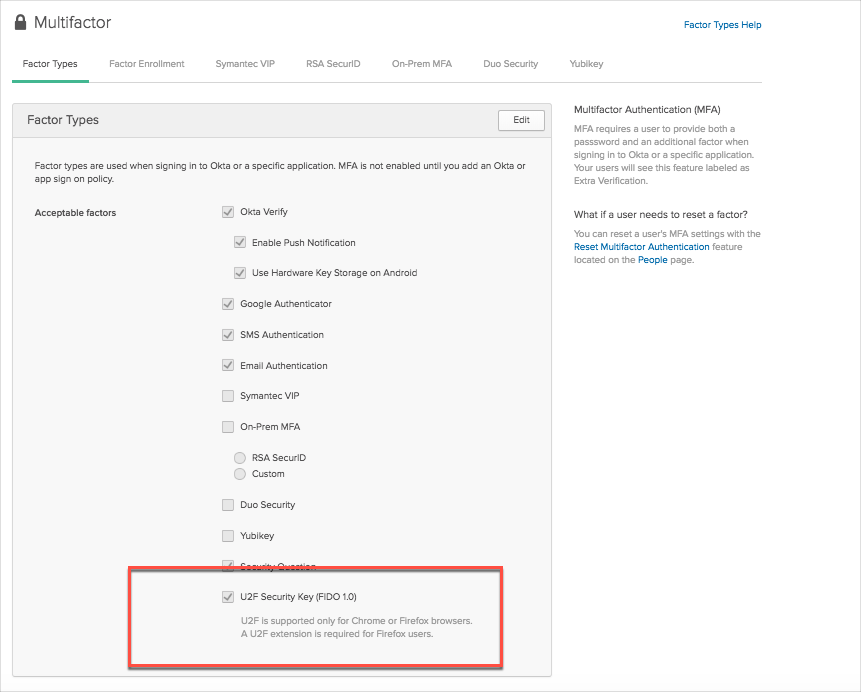 Multifactor
Factor Types Help
Factor Types
Factor Enrollment
Symantec VIP
RSA SecurID
On-Prem MFA
Duo Security
Yubikey
Factor Types
Edit
Factor types are used when signing in to Okta or a specific application. MFA is not enabled until you add an Okta or
app sign on policy.
Acceptable factors
Okta Verify
Enable Push Notification
Use Hardware Key Storage on Android
Google Authenticator
SMS Authentication
Email Authentication
Symantec VIP
On-Prem MFA
RSA SecurID
Custom
Duo Security
Yubikey
Security Question
U2F Security Key (FIDO 1.0)
U2F is supported only for Chrome or Firefox browsers.
A U2F extension is required for Firefox users.
Multifactor Authentication (MFA)
MFA requires a user to provide both a
passsword and an additional factor when
signing in to Okta or a specific application.
Your users will see this feature labeled as
Extra Verification.
What if a user needs to reset a factor?
You can reset a user's MFA settings with the
Reset Multifactor Authentication feature
located on the People page.